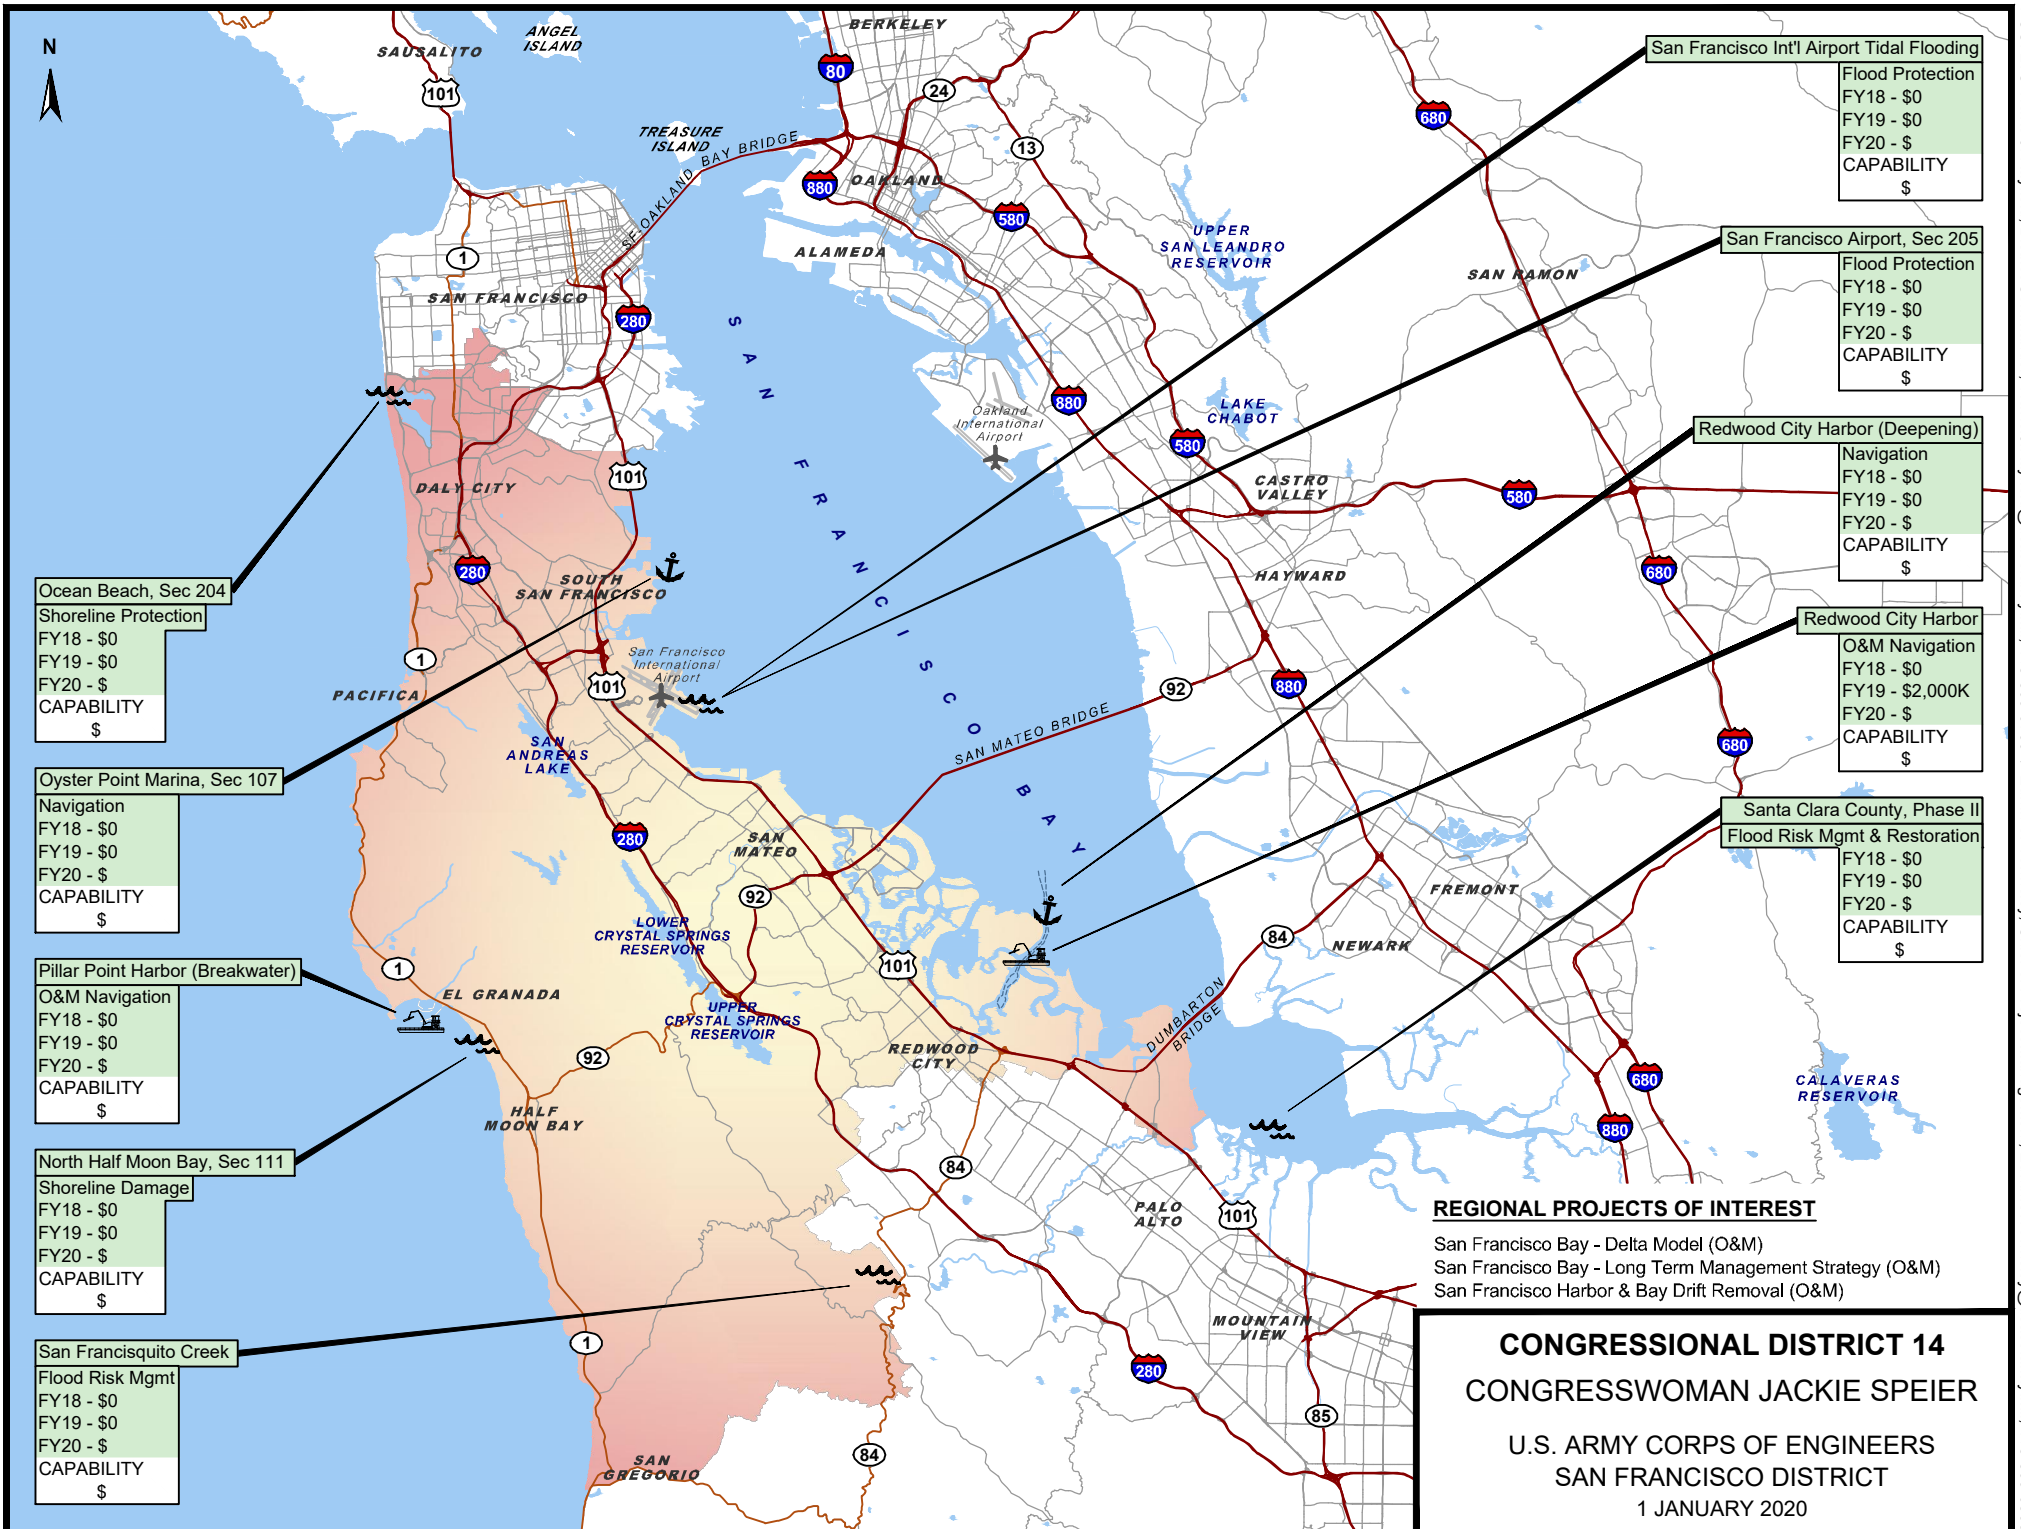 N
SAUSALITO
ANGEL
ISLAND
BERKELEY
101
80
24
TREASURE
ISLAND
SF-OAKLAND BAY BRIDGE
13
680
880
OAKLAND
580
ALAMEDA
UPPER
SAN LEANDRO
RESERVOIR
SAN RAMON
1
SAN FRANCISCO
280
SAN FRANCISCO BAY
880
Oakland
International
Airport
LAKE
CHABOT
580
CASTRO
VALLEY
580
101
DALY CITY
280
SOUTH
SAN FRANCISCO
HAYWARD
680
1
San Francisco
International
Airport
101
PACIFICA
92
880
SAN MATEO BRIDGE
680
SAN
ANDREAS
LAKE
280
SAN
MATEO
92
LOWER
CRYSTAL SPRINGS
RESERVOIR
FREMONT
NEWARK
84
101
1
EL GRANADA
UPPER
CRYSTAL SPRINGS
RESERVOIR
DUMBARTON
BRIDGE
REDWOOD
CITY
92
HALF
MOON BAY
680
880
CALAVERAS
RESERVOIR
84
PALO
ALTO
101
MOUNTAIN
VIEW
1
280
85
84
SAN
GREGORIO
Ocean Beach, Sec 204
Shoreline Protection
FY18 - $0
FY19 - $0
FY20 - $
CAPABILITY
$
Oyster Point Marina, Sec 107
Navigation
FY18 - $0
FY19 - $0
FY20 - $
CAPABILITY
$
Pillar Point Harbor (Breakwater)
O&M Navigation
FY18 - $0
FY19 - $0
FY20 - $
CAPABILITY
$
North Half Moon Bay, Sec 111
Shoreline Damage
FY18 - $0
FY19 - $0
FY20 - $
CAPABILITY
$
San Francisquito Creek
Flood Risk Mgmt
FY18 - $0
FY19 - $0
FY20 - $
CAPABILITY
$
San Francisco Int'l Airport Tidal Flooding
Flood Protection
FY18 - $0
FY19 - $0
FY20 - $
CAPABILITY
$
San Francisco Airport, Sec 205
Flood Protection
FY18 - $0
FY19 - $0
FY20 - $
CAPABILITY
$
Redwood City Harbor (Deepening)
Navigation
FY18 - $0
FY19 - $0
FY20 - $
CAPABILITY
$
Redwood City Harbor
O&M Navigation
FY18 - $0
FY19 - $2,000K
FY20 - $
CAPABILITY
$
Santa Clara County, Phase II
Flood Risk Mgmt & Restoration
FY18 - $0
FY19 - $0
FY20 - $
CAPABILITY
$
REGIONAL PROJECTS OF INTEREST
San Francisco Bay - Delta Model (O&M)
San Francisco Bay - Long Term Management Strategy (O&M)
San Francisco Harbor & Bay Drift Removal (O&M)
CONGRESSIONAL DISTRICT 14
CONGRESSWOMAN JACKIE SPEIER
U.S. ARMY CORPS OF ENGINEERS
SAN FRANCISCO DISTRICT
1 JANUARY 2020